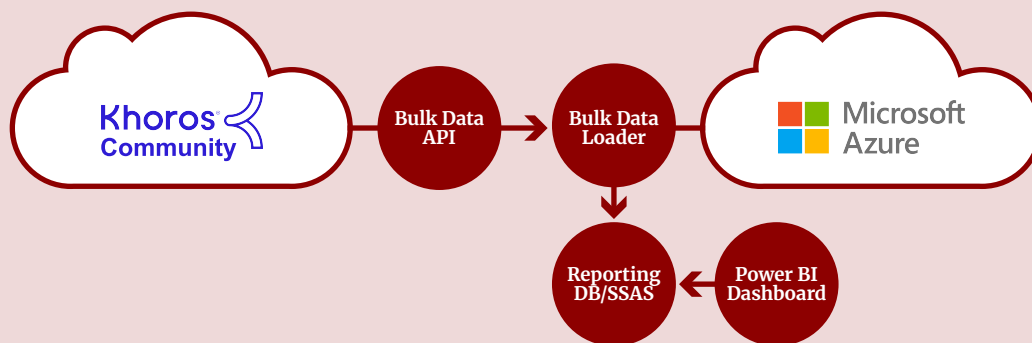 Khoros
Community
Bulk Data
API
Bulk Data
Loader
Microsoft
Azure
Reporting
DB/SSAS
Power BI
Dashboard